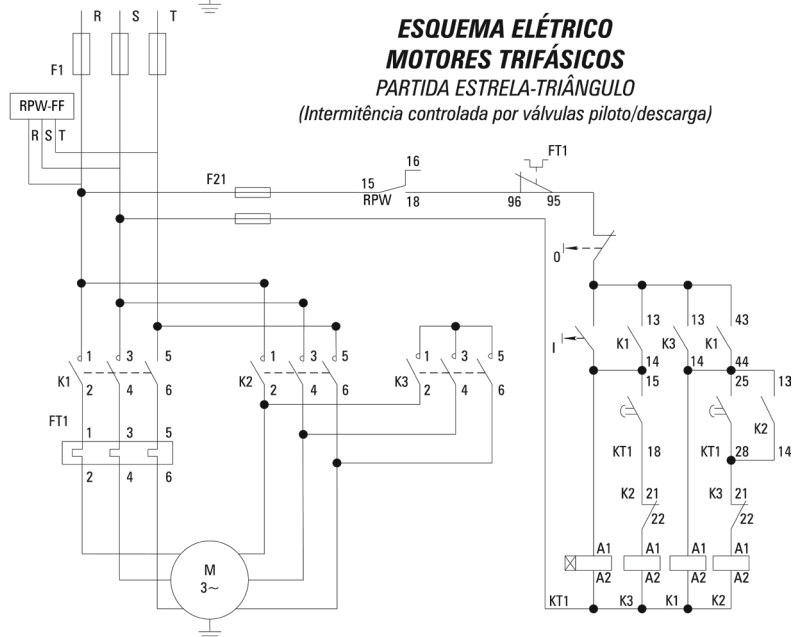 R S T
ESQUEMA ELÉTRICO
MOTORES TRIFÁSICOS
PARTIDA ESTRELA-TRIÂNGULO
(Intermitência controlada por válvulas piloto/descarga)
F1
RPW-FF
R S T
F21
15
16
RPW
18
FT1
96
95
0
13
13
43
I
K1
K3
K1
14
14
44
1
3
5
K1
2
4
6
1
3
5
K2
2
4
6
1
3
5
K3
2
4
6
15
25
13
K2
FT1
1
3
5
2
4
6
KT1
18
KT1
28
14
K2
21
22
K3
21
22
M
3~
A1
A1
A1
A1
A2
A2
A2
A2
KT1
K3
K1
K2